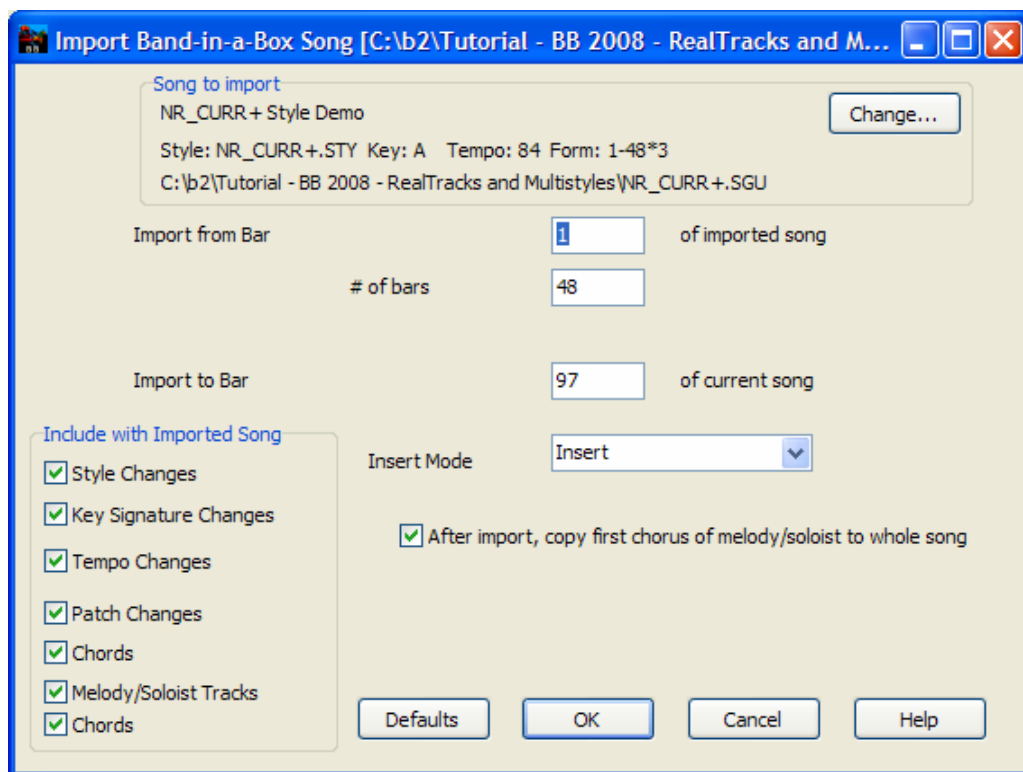 Import Band-in-a-Box Song [C:\b2\Tutorial - BB 2008 - RealTracks and M...
Song to import
NR_CURR+ Style Demo
Change...
Style: NR_CURR+.STY Key: A Tempo: 84 Form: 1-48*3
C:\b2\Tutorial - BB 2008 - RealTracks and Multistyles\NR_CURR+.SGU
Import from Bar 1 of imported song
# of bars 48
Import to Bar 97 of current song
Include with Imported Song
Style Changes
Key Signature Changes
Tempo Changes
Patch Changes
Chords
Melody/Soloist Tracks
Chords
Insert Mode Insert
After import, copy first chorus of melody/soloist to whole song
Defaults OK Cancel Help